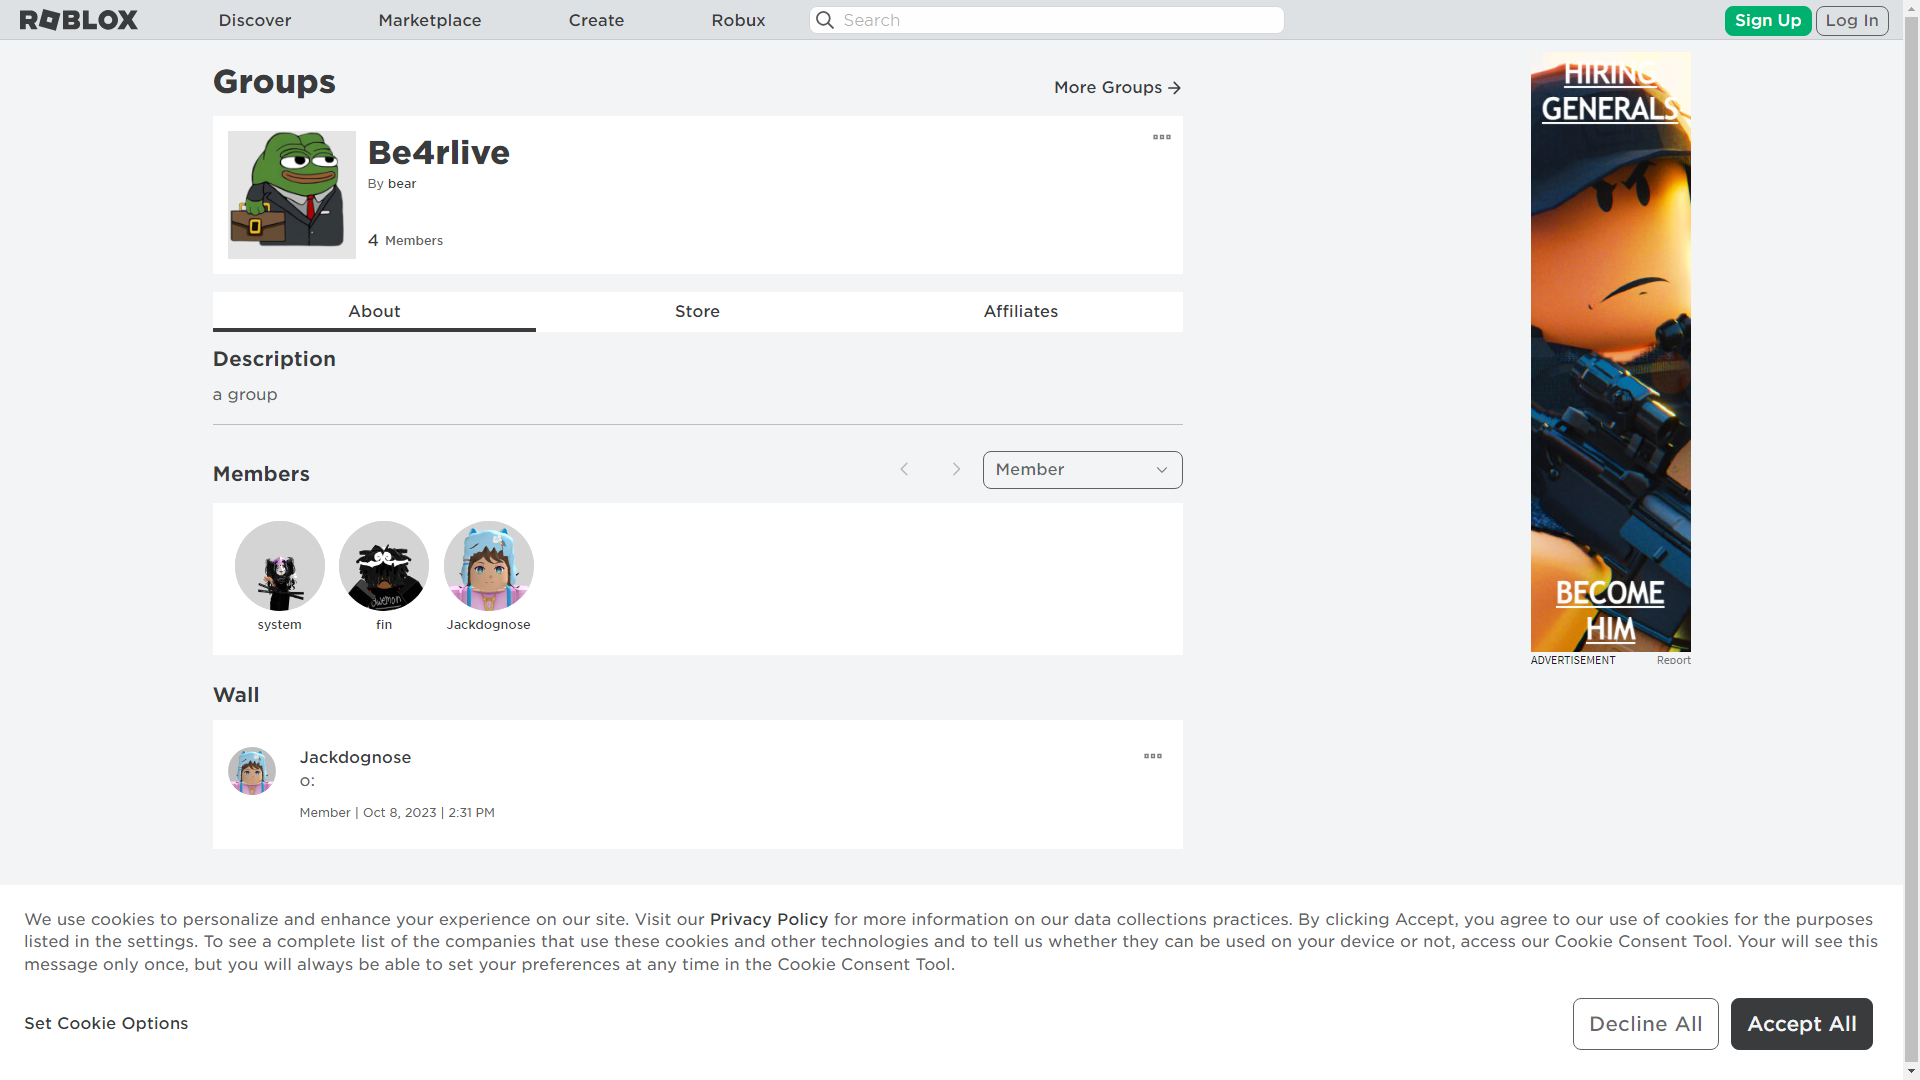 ROBLOX
Discover
Marketplace
Create
Robux
Search
Sign Up
Log In
Groups
More Groups
Be4rlive
By bear
4 Members
About
Store
Affiliates
Description
a group
Members
Member
system
fin
Jackdognose
Wall
Jackdognose
o:
Member | Oct 8, 2023 | 2:31 PM
HIRING
GENERALS
BECOME
HIM
ADVERTISEMENT
Report
We use cookies to personalize and enhance your experience on our site. Visit our Privacy Policy for more information on our data collections practices. By clicking Accept, you agree to our use of cookies for the purposes
listed in the settings. To see a complete list of the companies that use these cookies and other technologies and to tell us whether they can be used on your device or not, access our Cookie Consent Tool. Your will see this
message only once, but you will always be able to set your preferences at any time in the Cookie Consent Tool.
Set Cookie Options
Decline All
Accept All